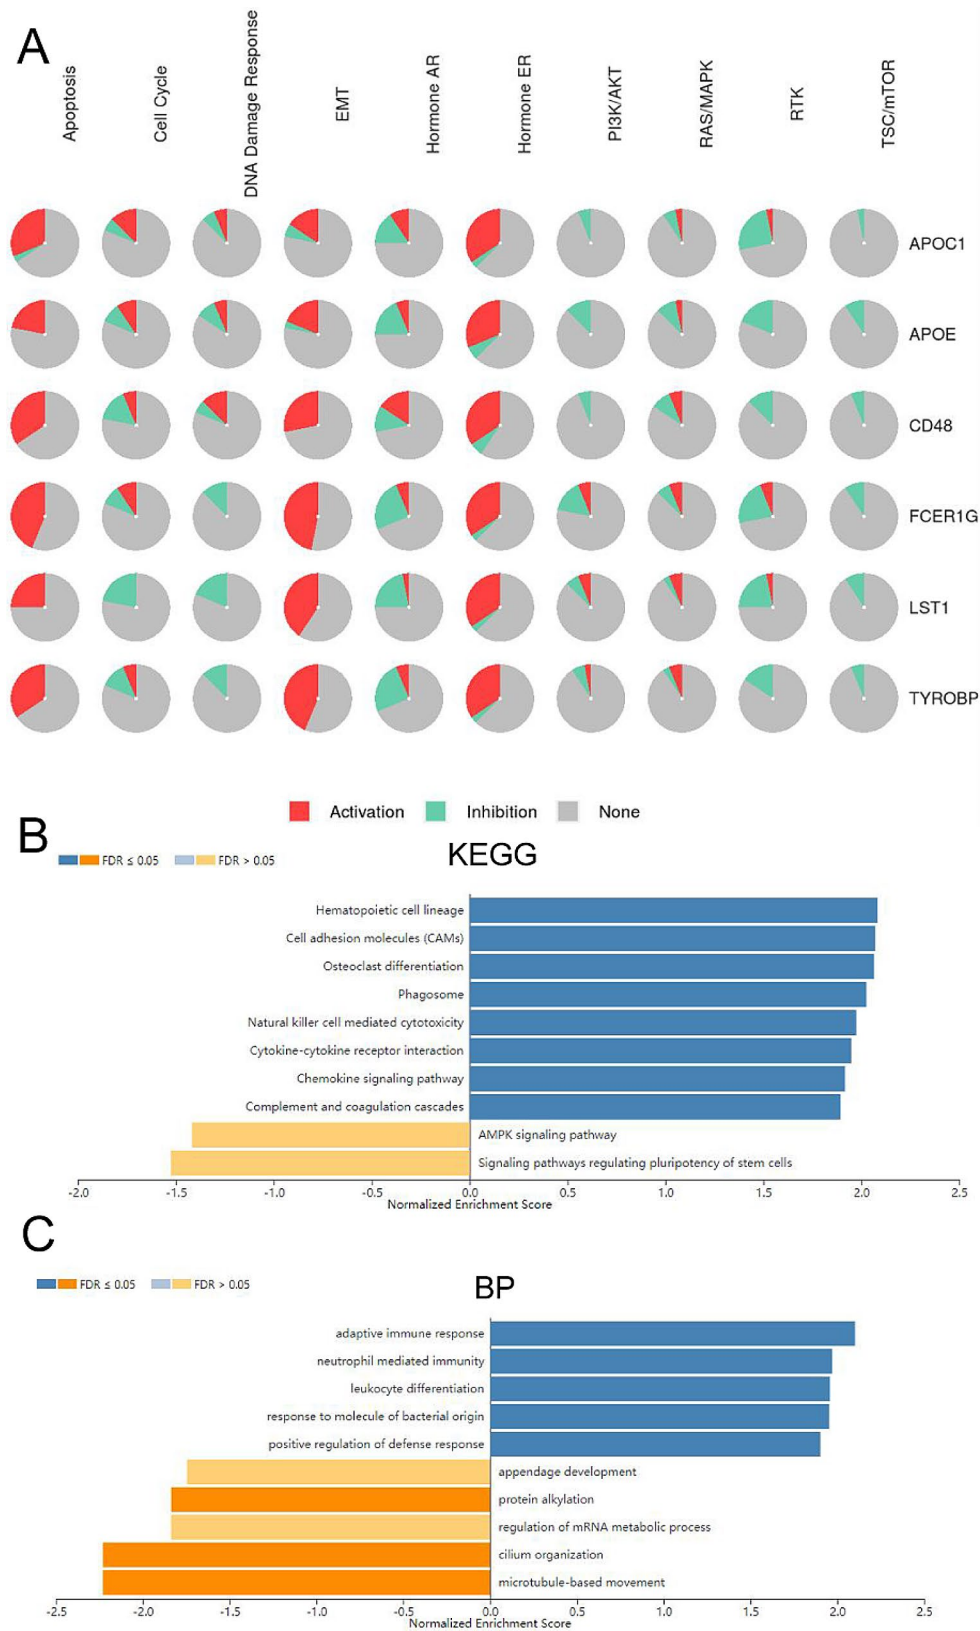 A
Apoptosis
Cell Cycle
DNA Damage Response
EMT
Hormone AR
Hormone ER
PI3K/AKT
RAS/MAPK
RTK
TSC/mTOR
APOC1
APOE
CD48
FCER1G
LST1
TYROBP
Activation Inhibition None
B
FDR ≤ 0.05 FDR > 0.05
KEGG
Hematopoietic cell lineage
Cell adhesion molecules (CAMs)
Osteoclast differentiation
Phagosome
Natural killer cell mediated cytotoxicity
Cytokine-cytokine receptor interaction
Chemokine signaling pathway
Complement and coagulation cascades
AMPK signaling pathway
Signaling pathways regulating pluripotency of stem cells
-2.0 -1.5 -1.0 -0.5 0.0 0.5 1.0 1.5 2.0 2.5
Normalized Enrichment Score
C
FDR ≤ 0.05 FDR > 0.05
BP
adaptive immune response
neutrophil mediated immunity
leukocyte differentiation
response to molecule of bacterial origin
positive regulation of defense response
appendage development
protein alkylation
regulation of mRNA metabolic process
cilium organization
microtubule-based movement
-2.5 -2.0 -1.5 -1.0 -0.5 0.0 0.5 1.0 1.5 2.0 2.5
Normalized Enrichment Score